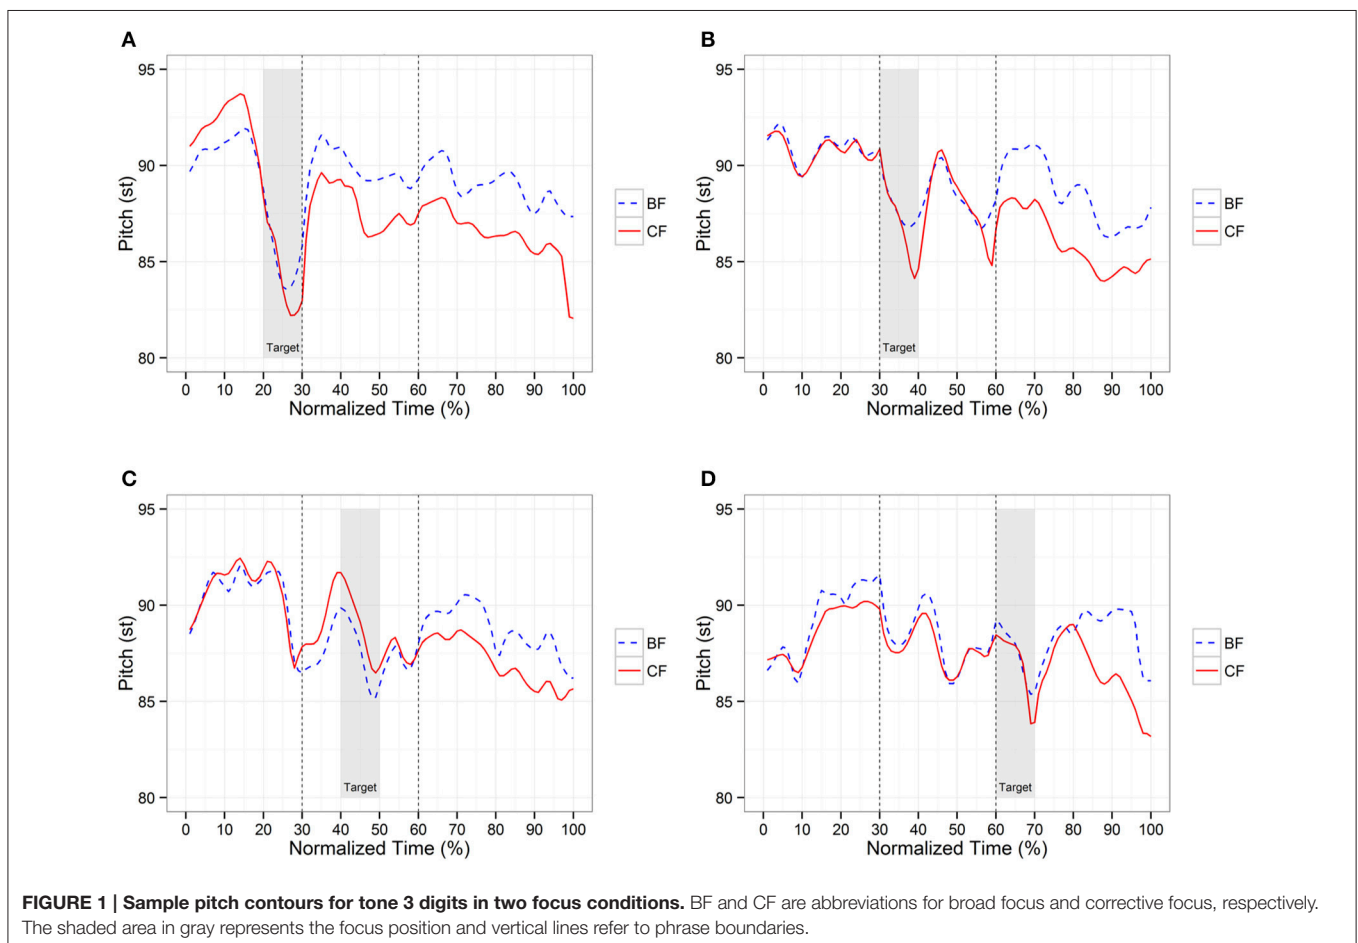 A
95
90
85
80
Pitch (st)
Target
0 10 20 30 40 50 60 70 80 90 100
Normalized Time (%)
BF
CF
B
95
90
85
80
Pitch (st)
Target
0 10 20 30 40 50 60 70 80 90 100
Normalized Time (%)
BF
CF
C
95
90
85
80
Pitch (st)
Target
0 10 20 30 40 50 60 70 80 90 100
Normalized Time (%)
BF
CF
D
95
90
85
80
Pitch (st)
Target
0 10 20 30 40 50 60 70 80 90 100
Normalized Time (%)
BF
CF
FIGURE 1 | Sample pitch contours for tone 3 digits in two focus conditions. BF and CF are abbreviations for broad focus and corrective focus, respectively.
The shaded area in gray represents the focus position and vertical lines refer to phrase boundaries.